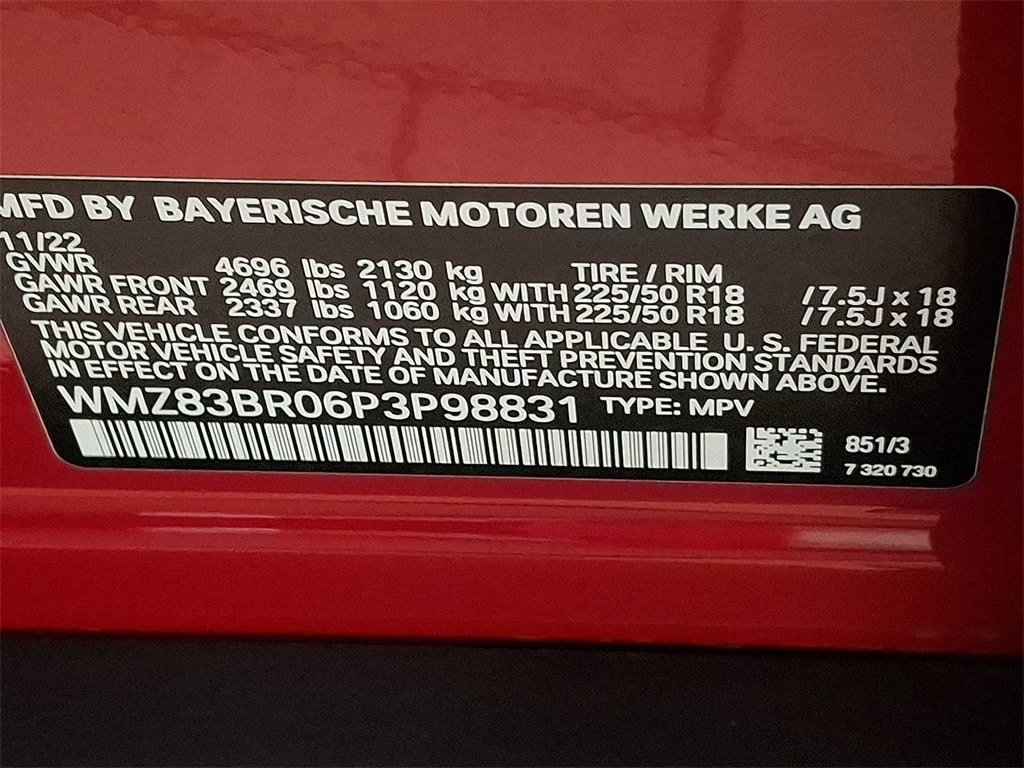 MFD BY BAYERISCHE MOTOREN WERKE AG
11/22
GVWR 4696 lbs 2130 kg TIRE / RIM
GAWR FRONT 2469 lbs 1120 kg WITH 225/50 R18 / 7.5J x 18
GAWR REAR 2337 lbs 1060 kg WITH 225/50 R18 / 7.5J x 18
THIS VEHICLE CONFORMS TO ALL APPLICABLE U. S. FEDERAL
MOTOR VEHICLE SAFETY AND THEFT PREVENTION STANDARDS
IN EFFECT ON THE DATE OF MANUFACTURE SHOWN ABOVE.
WMZ83BR06P3P98831 TYPE: MPV
851/3
7 320 730